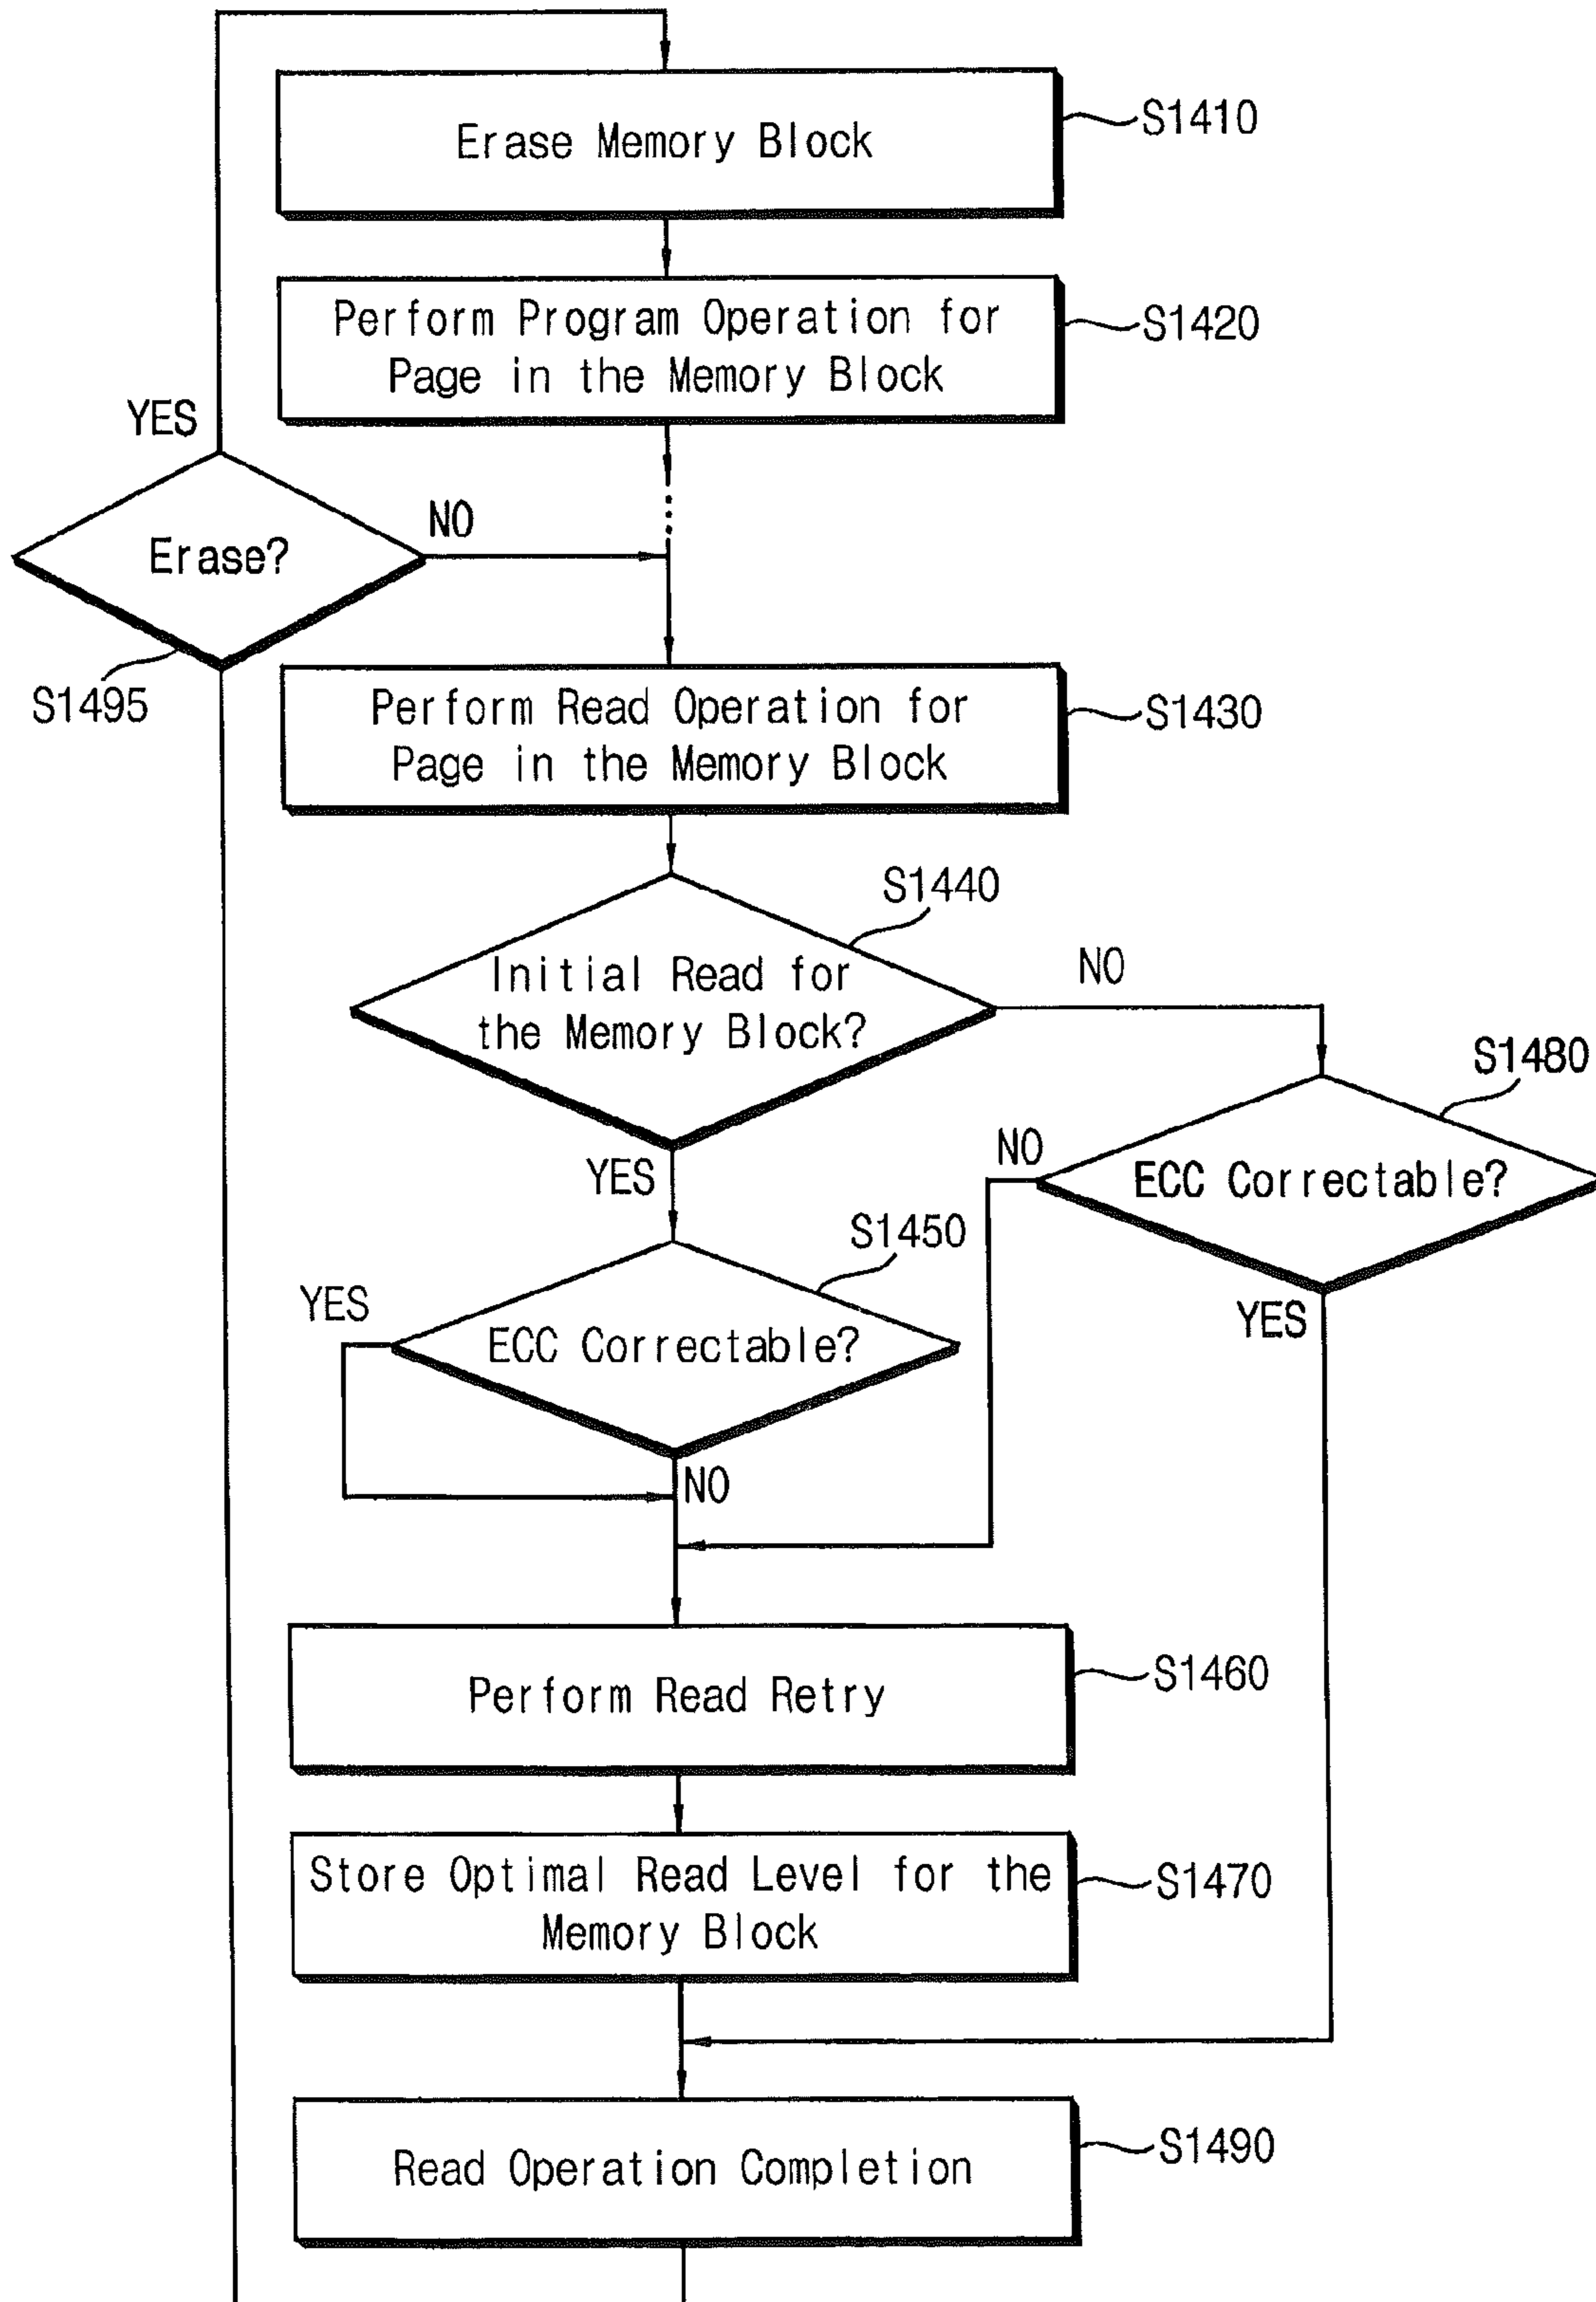 Erase Memory Block
S1410
Perform Program Operation for
Page in the Memory Block
S1420
YES
NO
Erase?
S1495
Perform Read Operation for
Page in the Memory Block
S1430
S1440
Initial Read for
the Memory Block?
NO
YES
S1480
NO
ECC Correctable?
YES
S1450
YES
ECC Correctable?
NO
Perform Read Retry
S1460
Store Optimal Read Level for the
Memory Block
S1470
Read Operation Completion
S1490